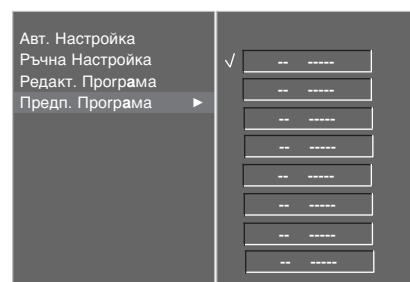 Авт. Настройка
Ръчна Настройка
Редакт. Програма
Предп. Програма ►
√ -- -----
-- -----
-- -----
-- -----
-- -----
-- -----
-- -----
-- -----